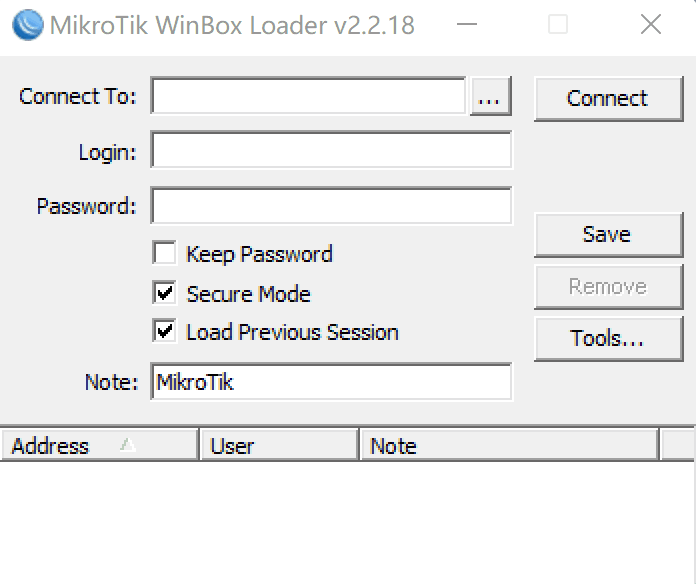 MikroTik WinBox Loader v2.2.18
Connect To:
...
Connect
Login:
Password:
Save
Keep Password
Remove
Secure Mode
Load Previous Session
Tools...
Note:
MikroTik
Address
User
Note